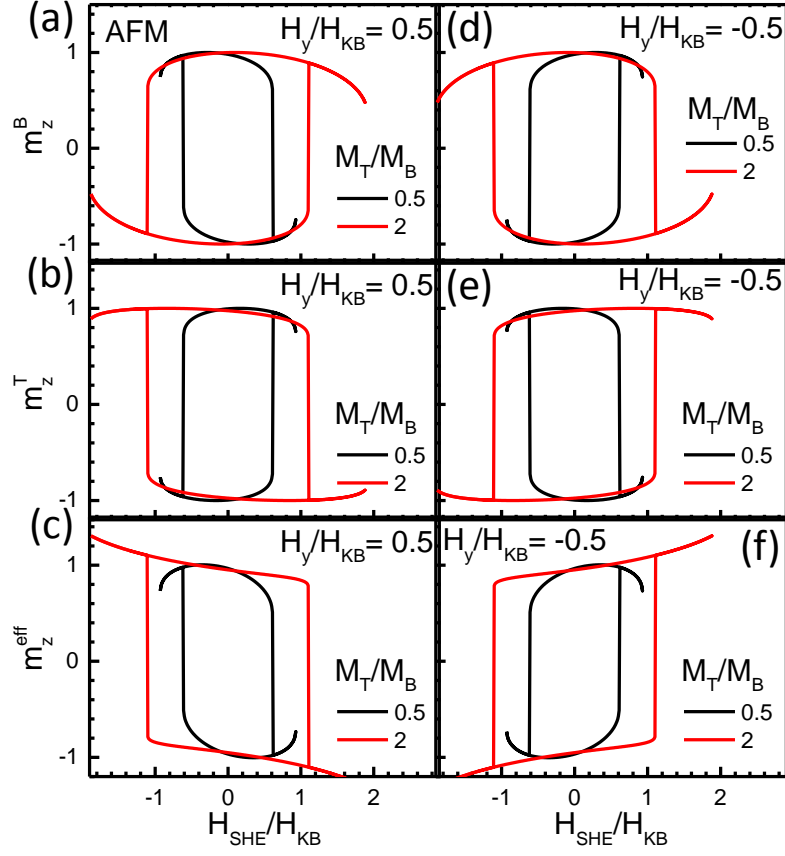 (a) AFM H_y/H_KB= 0.5
1
m_z^B
0
-1
M_T/M_B
0.5
2
(d) H_y/H_KB= -0.5
M_T/M_B
0.5
2
(b) H_y/H_KB= 0.5
1
m_z^T
0
-1
M_T/M_B
0.5
2
(e) H_y/H_KB= -0.5
M_T/M_B
0.5
2
(c) H_y/H_KB= 0.5
1
m_z^eff
0
-1
M_T/M_B
0.5
2
H_y/H_KB= -0.5 (f)
M_T/M_B
0.5
2
-1 0 1 2
H_SHE/H_KB
-1 0 1 2
H_SHE/H_KB